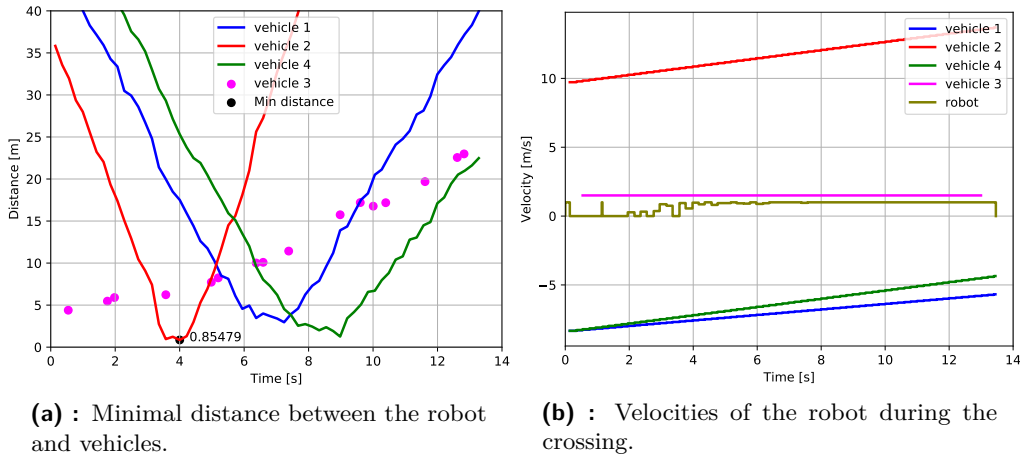 40
35
30
25
20
15
10
5
0
Distance [m]
vehicle 1
vehicle 2
vehicle 4
vehicle 3
Min distance
0.85479
0 2 4 6 8 10 12 14
Time [s]
(a) : Minimal distance between the robot
and vehicles.
10
5
0
−5
Velocity [m/s]
vehicle 1
vehicle 2
vehicle 4
vehicle 3
robot
0 2 4 6 8 10 12 14
Time [s]
(b) : Velocities of the robot during the
crossing.